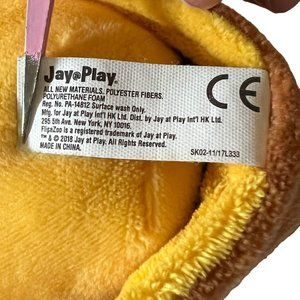 Jay@Play.
ALL NEW MATERIALS. POLYESTER FIBERS.
POLYURETHANE FOAM
Reg. No. PA-14812 Surface wash Only.
Mfg. for Jay at Play Int'l HK Ltd. Dist. by Jay at Play Int'l HK Ltd.
295 5th Ave. New York, NY 10016.
FlipaZoo is a registered trademark of Jay at Play.
™ & © 2018 Jay at Play
MADE IN CHINA.
CE
SK02-11/17L333